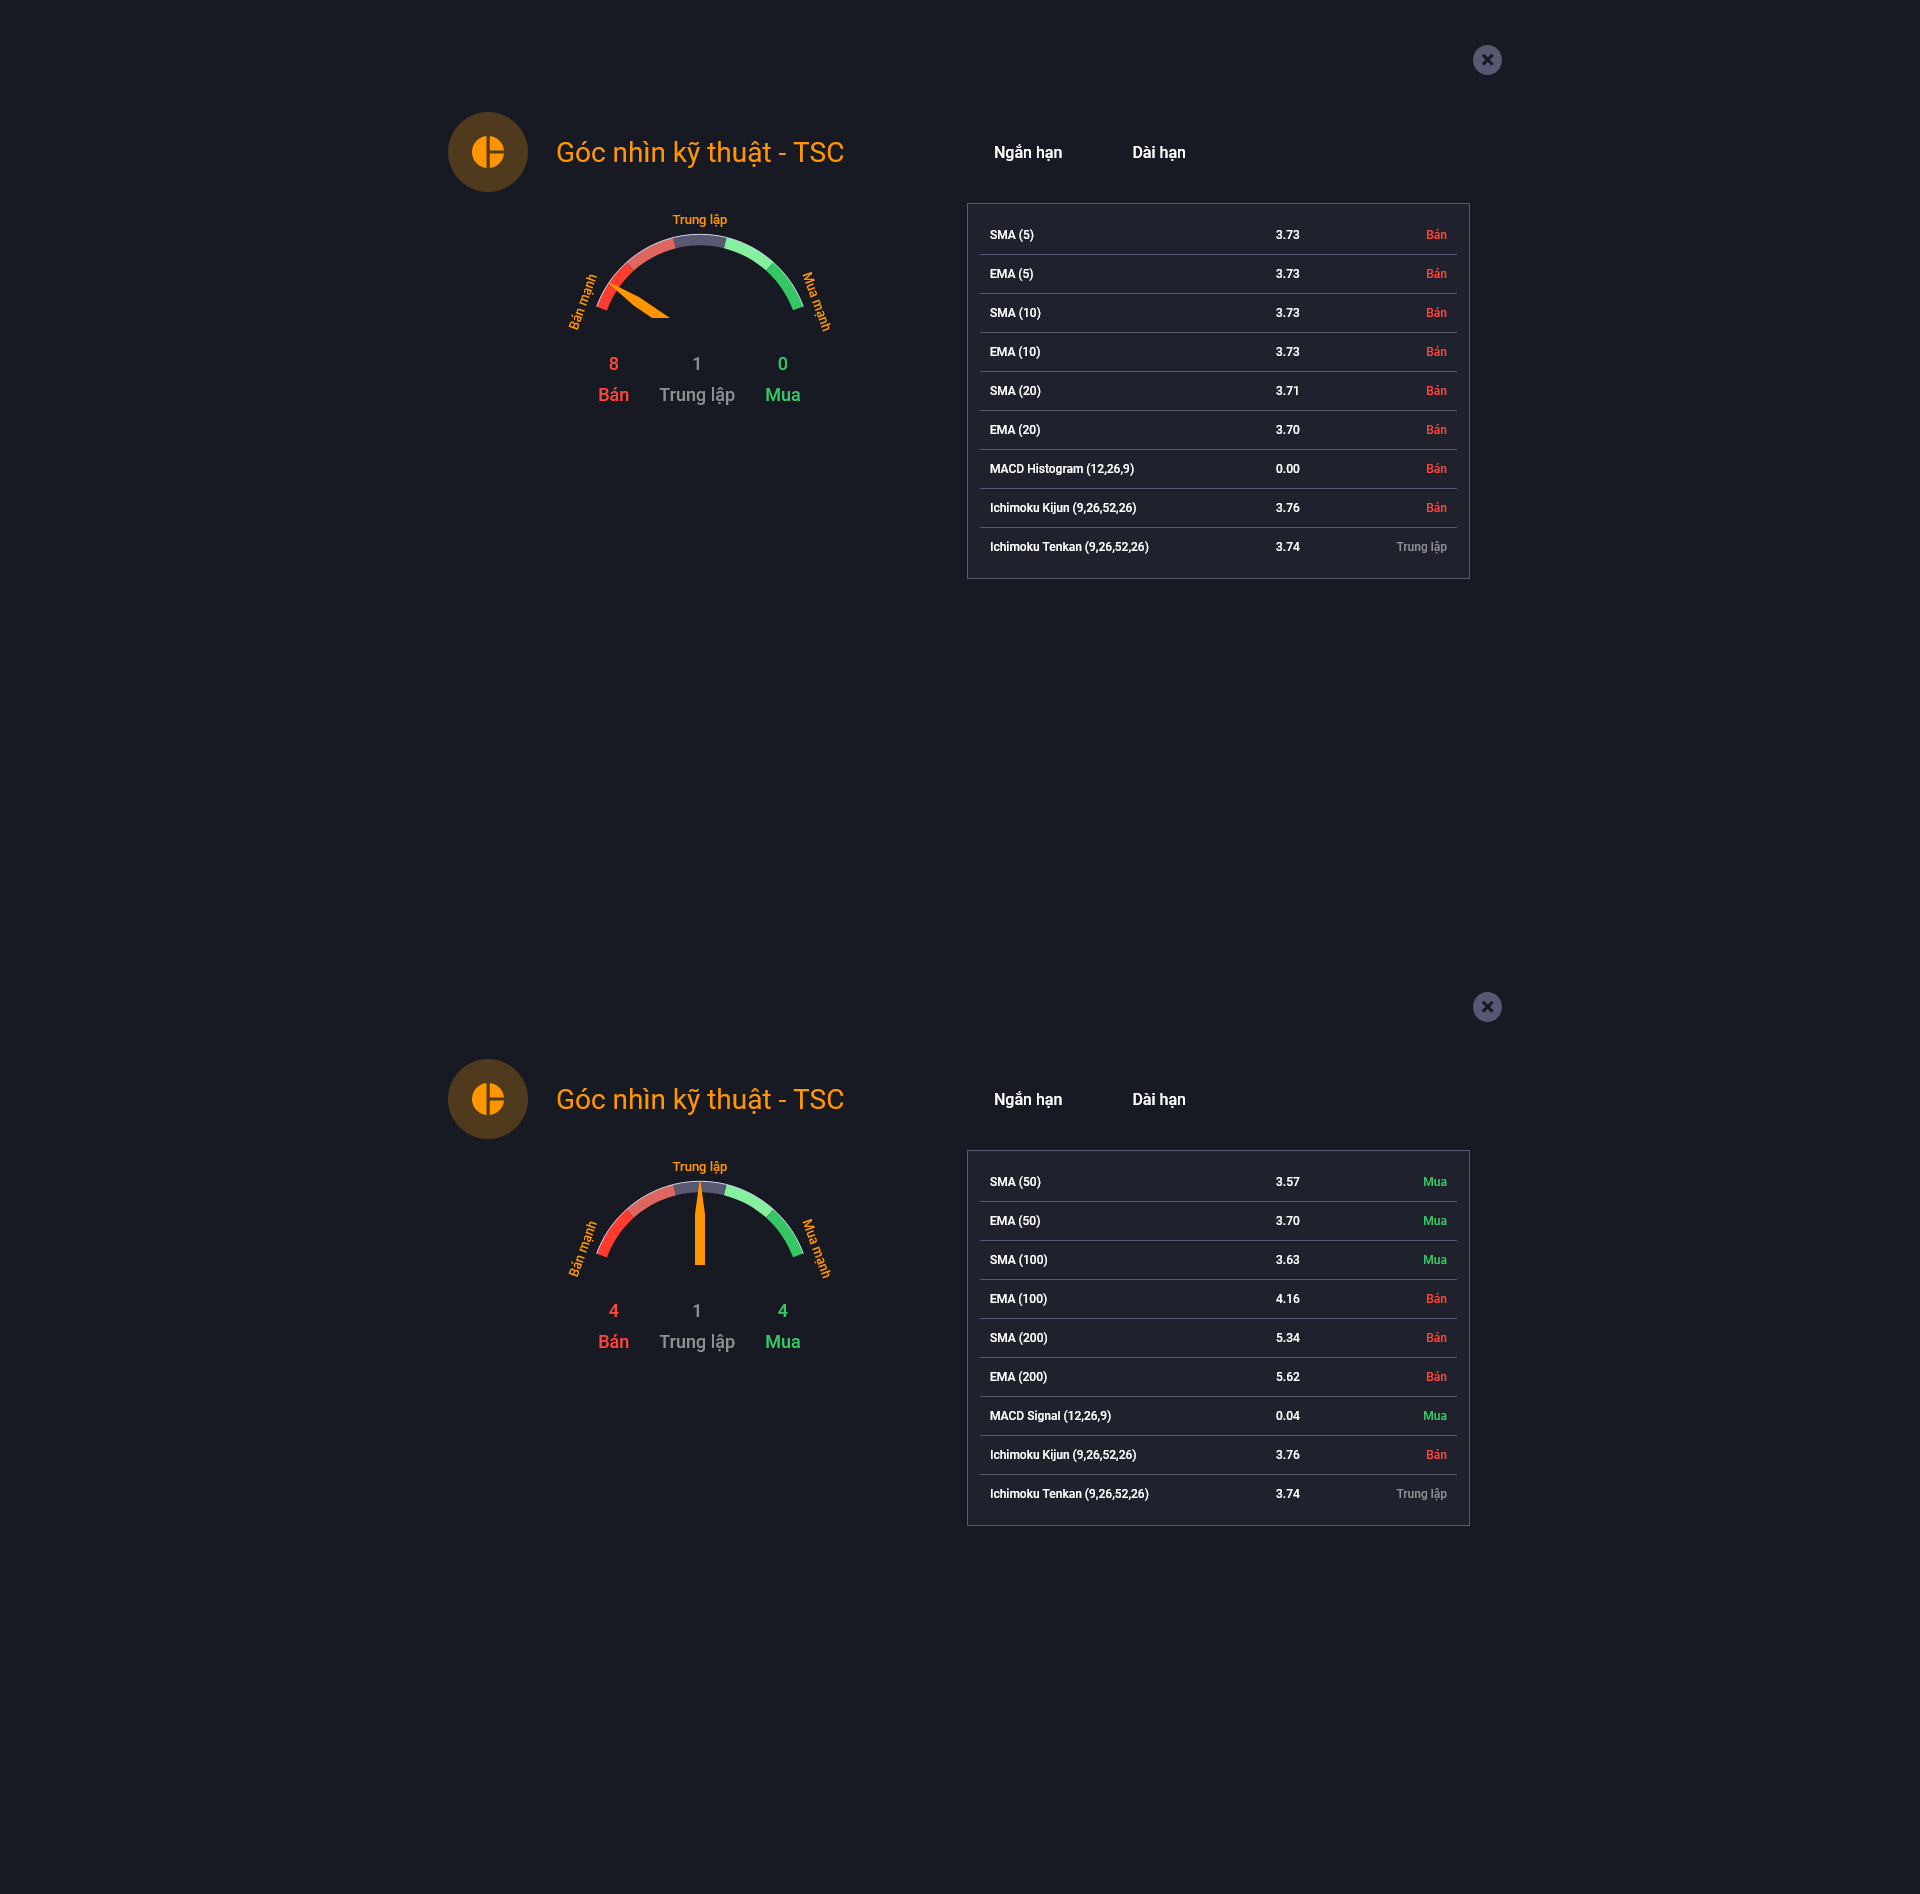 Góc nhìn kỹ thuật - TSC
Ngắn hạn Dài hạn
Trung lập
Bán mạnh
Mua mạnh
8 1 0
Bán Trung lập Mua
SMA (5) 3.73 Bán
EMA (5) 3.73 Bán
SMA (10) 3.73 Bán
EMA (10) 3.73 Bán
SMA (20) 3.71 Bán
EMA (20) 3.70 Bán
MACD Histogram (12,26,9) 0.00 Bán
Ichimoku Kijun (9,26,52,26) 3.76 Bán
Ichimoku Tenkan (9,26,52,26) 3.74 Trung lập
Góc nhìn kỹ thuật - TSC
Ngắn hạn Dài hạn
Trung lập
Bán mạnh
Mua mạnh
4 1 4
Bán Trung lập Mua
SMA (50) 3.57 Mua
EMA (50) 3.70 Mua
SMA (100) 3.63 Mua
EMA (100) 4.16 Bán
SMA (200) 5.34 Bán
EMA (200) 5.62 Bán
MACD Signal (12,26,9) 0.04 Mua
Ichimoku Kijun (9,26,52,26) 3.76 Bán
Ichimoku Tenkan (9,26,52,26) 3.74 Trung lập